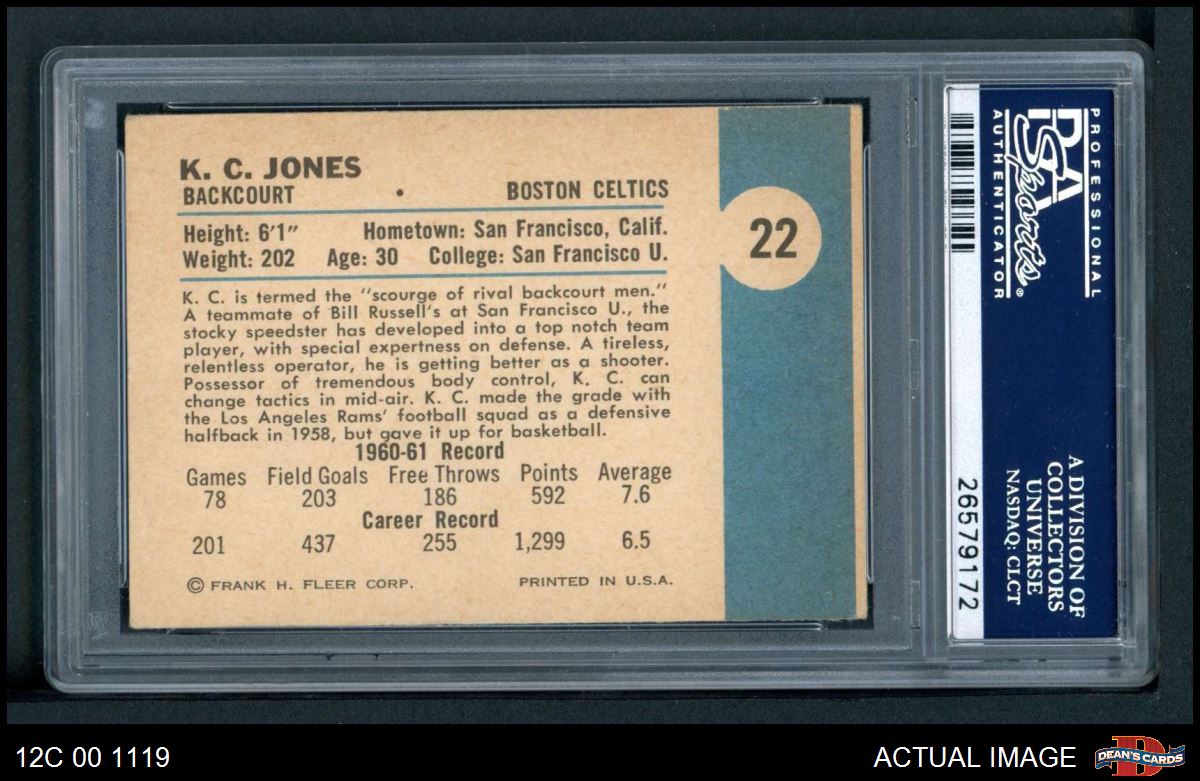 K. C. JONES
BACKCOURT • BOSTON CELTICS
Height: 6'1" Hometown: San Francisco, Calif.
Weight: 202 Age: 30 College: San Francisco U.
22
K. C. is termed the "scourge of rival backcourt men."
A teammate of Bill Russell's at San Francisco U., the
stocky speedster has developed into a top notch team
player, with special expertness on defense. A tireless,
relentless operator, he is getting better as a shooter.
Possessor of tremendous body control, K. C. can
change tactics in mid-air. K. C. made the grade with
the Los Angeles Rams' football squad as a defensive
halfback in 1958, but gave it up for basketball.
1960-61 Record
Games Field Goals Free Throws Points Average
78 203 186 592 7.6
Career Record
201 437 255 1,299 6.5
© FRANK H. FLEER CORP. PRINTED IN U.S.A.
PROFESSIONAL
PSA
Sports®
AUTHENTICATOR
A DIVISION OF
COLLECTORS
UNIVERSE
NASDAQ: CLCT
26579172
12C 00 1119
ACTUAL IMAGE
D
DEAN'S CARDS